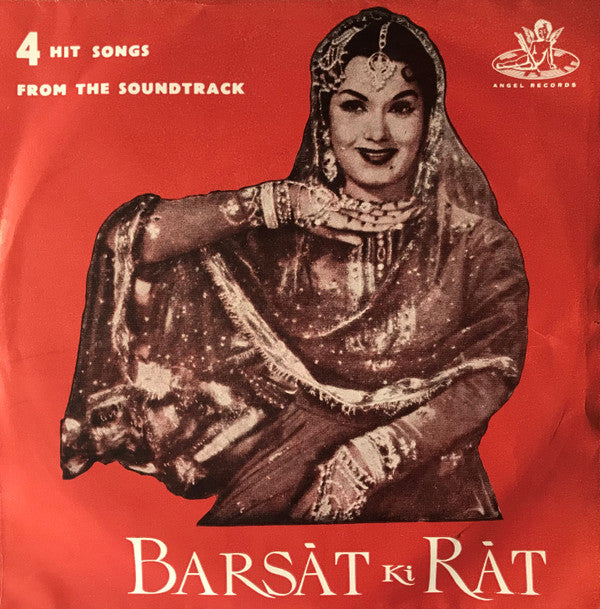 4 HIT SONGS
FROM THE SOUNDTRACK
ANGEL RECORDS
BARSÀT Ki RÀT